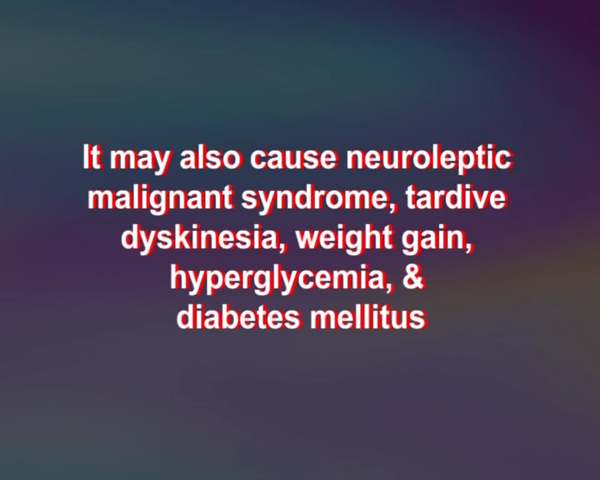 It may also cause neuroleptic
malignant syndrome, tardive
dyskinesia, weight gain,
hyperglycemia, &
diabetes mellitus